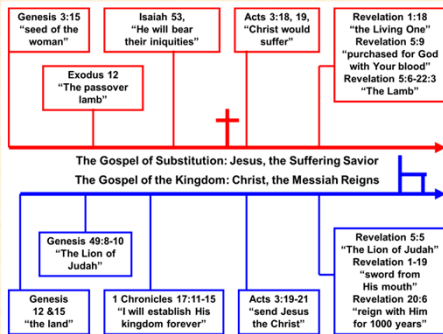 Genesis 3:15
"seed of the
woman"
Isaiah 53,
"He will bear
their iniquities"
Acts 3:18, 19,
"Christ would
suffer"
Revelation 1:18
"the Living One"
Revelation 5:9
"purchased for God
with Your blood"
Revelation 5:6-22:3
"The Lamb"
Exodus 12
"The passover
lamb"
The Gospel of Substitution: Jesus, the Suffering Savior
The Gospel of the Kingdom: Christ, the Messiah Reigns
Genesis 49:8-10
"The Lion of
Judah"
Revelation 5:5
"The Lion of Judah"
Revelation 1-19
"sword from
His mouth"
Revelation 20:6
"reign with Him
for 1000 years"
Genesis
12 &15
"the land"
1 Chronicles 17:11-15
"I will establish His
kingdom forever"
Acts 3:19-21
"send Jesus
the Christ"